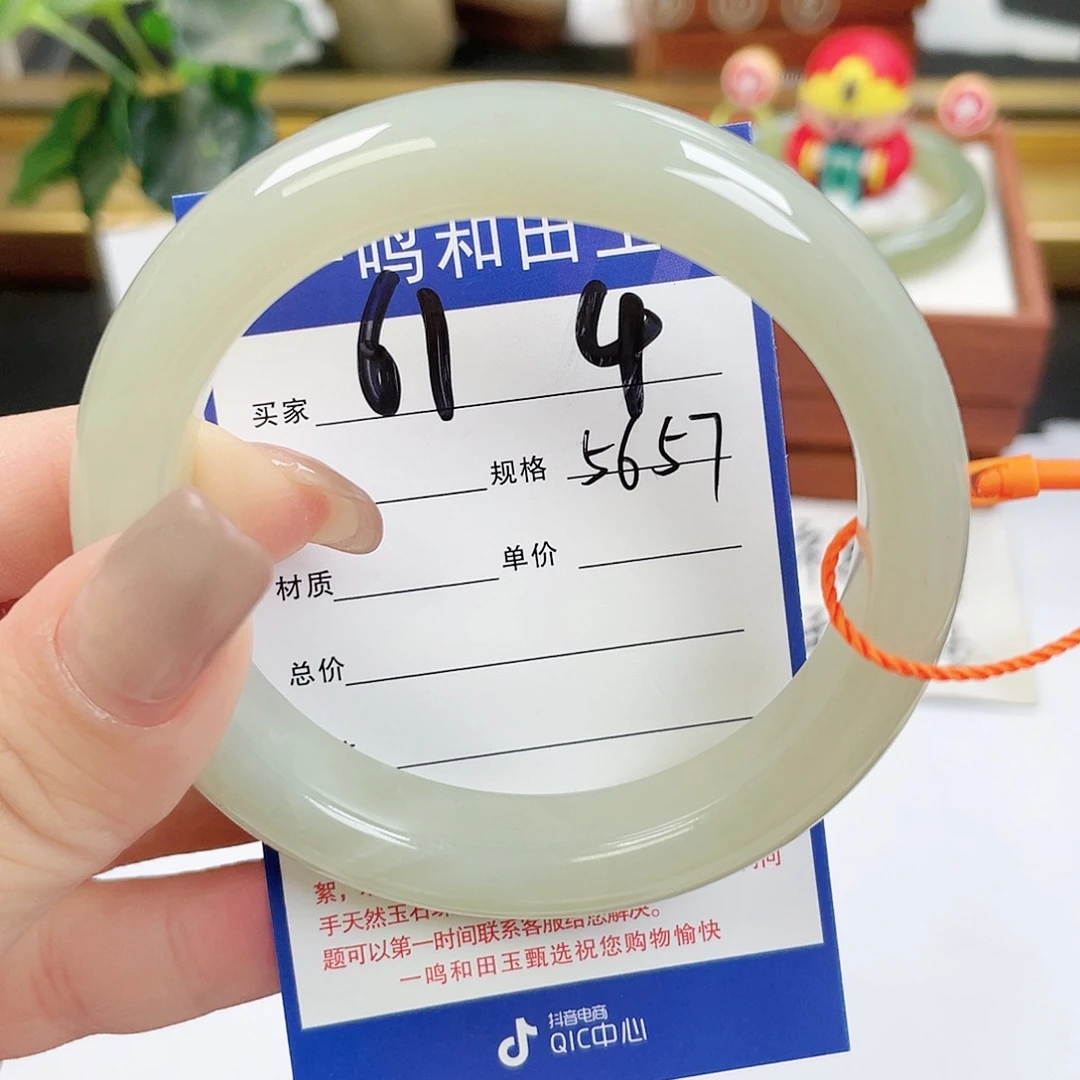 一鸣和田玉
61 4
买家
规格 5657
材质 单价
总价
絮，
手天然玉石
题可以第一时间联系客服给您解决。
一鸣和田玉甄选祝您购物愉快
抖音电商
QIC中心